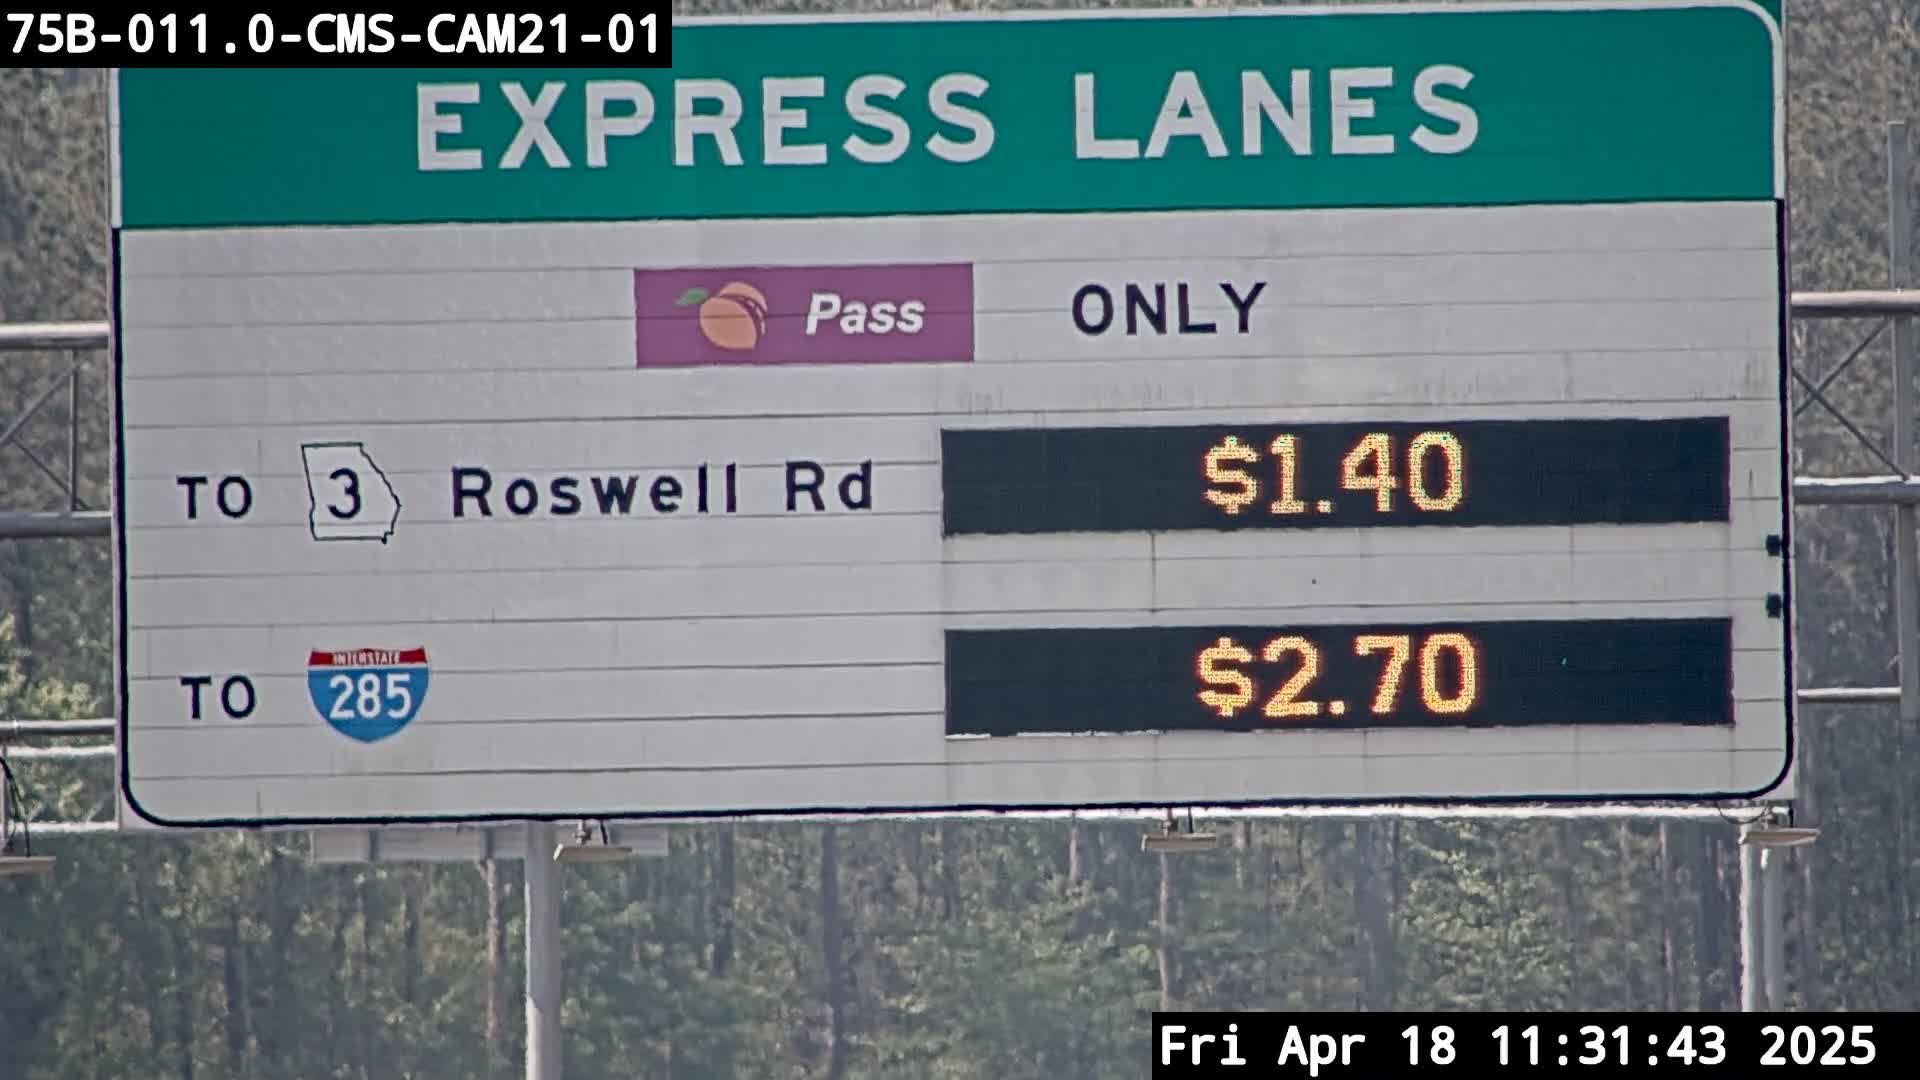 75B-011.0-CMS-CAM21-01
EXPRESS LANES
Pass ONLY
TO 3 Roswell Rd $1.40
INTERSTATE
TO 285 $2.70
Fri Apr 18 11:31:43 2025